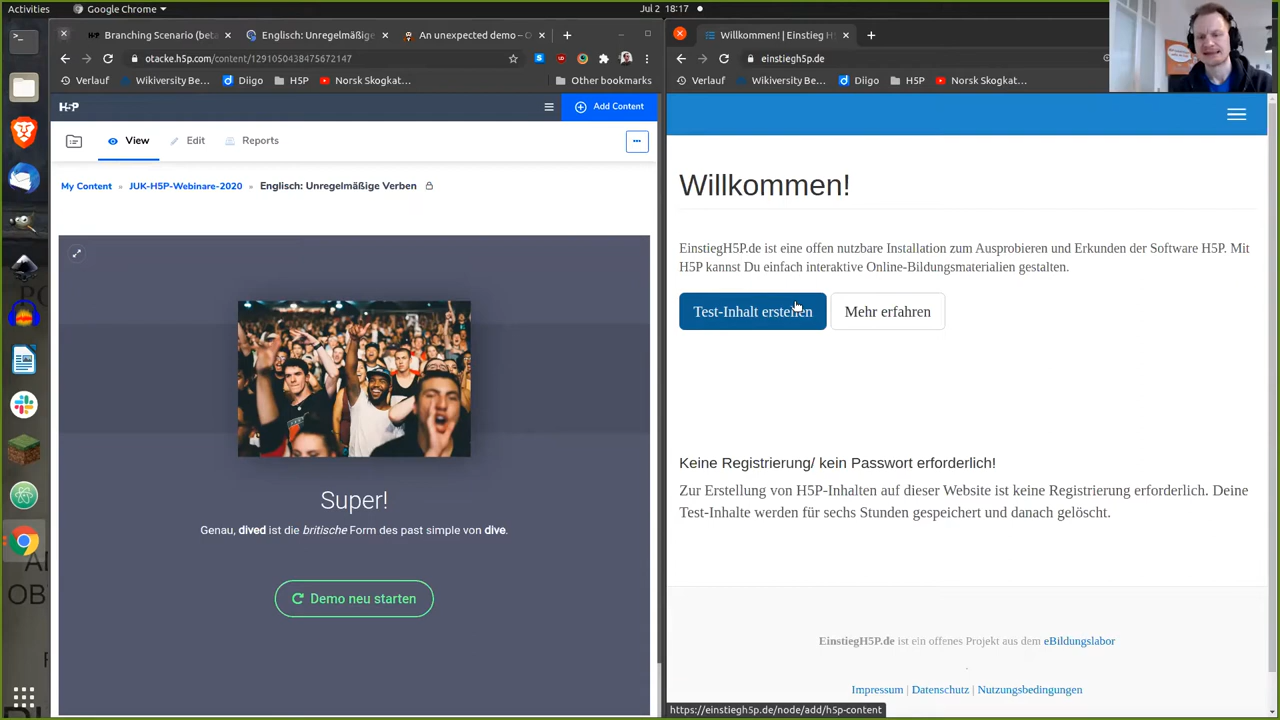 Activities
Google Chrome
Jul 2 18:17
Branching Scenario (beta
Englisch: Unregelmäßige
An unexpected demo – O
otacke.h5p.com/content/1291050438475672147
Verlauf
Wikiversity Be...
Diigo
H5P
Norsk Skogkat...
Other bookmarks
H-P
Add Content
View
Edit
Reports
My Content » JUK-H5P-Webinare-2020 » Englisch: Unregelmäßige Verben
Super!
Genau, dived ist die britische Form des past simple von dive.
Demo neu starten
Willkommen! | Einstieg H
einstiegh5p.de
Verlauf
Wikiversity Be...
Diigo
H5P
Norsk Skogkat...
Willkommen!
EinstiegH5P.de ist eine offen nutzbare Installation zum Ausprobieren und Erkunden der Software H5P. Mit
H5P kannst Du einfach interaktive Online-Bildungsmaterialien gestalten.
Test-Inhalt erstellen
Mehr erfahren
Keine Registrierung/ kein Passwort erforderlich!
Zur Erstellung von H5P-Inhalten auf dieser Website ist keine Registrierung erforderlich. Deine
Test-Inhalte werden für sechs Stunden gespeichert und danach gelöscht.
EinstiegH5P.de ist ein offenes Projekt aus dem eBildungslabor
.
Impressum | Datenschutz | Nutzungsbedingungen
https://einstiegh5p.de/node/add/h5p-content